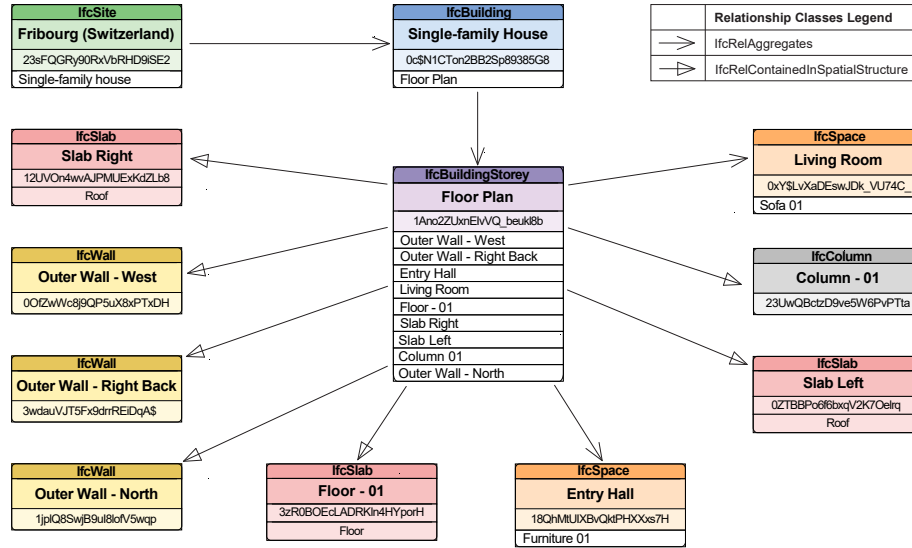 IfcSite
Fribourg (Switzerland)
23sFQGRy90RxVbRHD9iSE2
Single-family house
IfcBuilding
Single-family House
0c$N1CTon2BB2Sp89385G8
Floor Plan
Relationship Classes Legend
IfcRelAggregates
IfcRelContainedInSpatialStructure
IfcSlab
Slab Right
12UVOn4wvAJPMUExKdZLb8
Roof
IfcBuildingStorey
Floor Plan
1Ano2ZUxnElvVQ_beukl8b
Outer Wall - West
Outer Wall - Right Back
Entry Hall
Living Room
Floor - 01
Slab Right
Slab Left
Column 01
Outer Wall - North
IfcSpace
Living Room
0xY$LvXaDEswJDk_VU74C_
Sofa 01
IfcWall
Outer Wall - West
0OfZwWc8j9QP5uX8xPTxDH
IfcColumn
Column - 01
23UwQBctzD9ve5W6PvPTta
IfcWall
Outer Wall - Right Back
3wdauVJT5Fx9drrREiDqA$
IfcSlab
Slab Left
0ZTBBPo6f6bxqV2K7Oelrq
Roof
IfcWall
Outer Wall - North
1jplQ8SwjB9ul8lofV5wqp
IfcSlab
Floor - 01
3zR0BOEcLADRKln4HYporH
Floor
IfcSpace
Entry Hall
18QhMtUIXBvQktPHXXxs7H
Furniture 01